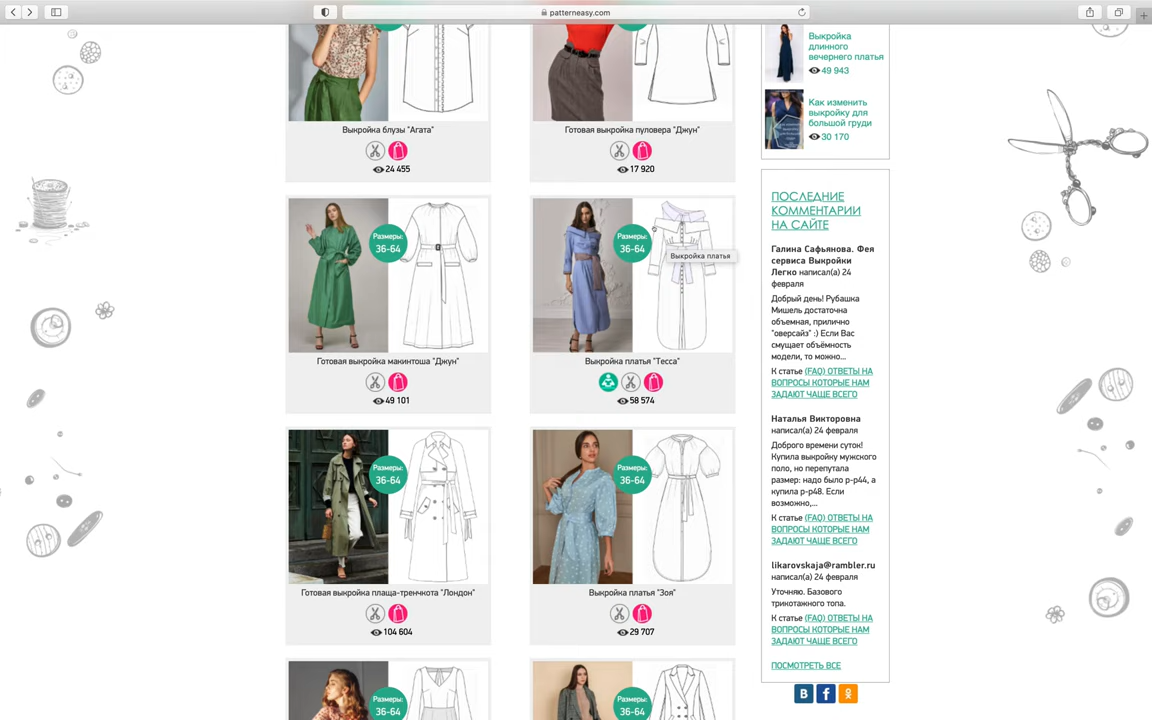 patterneasy.com
Выкройка блузы "Агата"
24 455
Готовая выкройка пуловера "Джун"
17 920
Размеры:
36-64
Готовая выкройка макинтоша "Джун"
49 101
Размеры:
36-64
Выкройка платья
Выкройка платья "Тесса"
58 574
Размеры:
36-64
Готовая выкройка плаща-тренчкота "Лондон"
104 604
Размеры:
36-64
Выкройка платья "Зоя"
29 707
Размеры:
36-64
Размеры:
36-64
Выкройка
длинного
вечернего платья
49 943
Как изменить
выкройку для
большой груди
30 170
ПОСЛЕДНИЕ
КОММЕНТАРИИ
НА САЙТЕ
Галина Сафьянова. Фея
сервиса Выкройки
Легко написал(а) 24
февраля
Добрый день! Рубашка
Мишель достаточна
объемная, прилично
"оверсайз" :) Если Вас
смущает объёмность
модели, то можно...
К статье (FAQ) ОТВЕТЫ НА
ВОПРОСЫ КОТОРЫЕ НАМ
ЗАДАЮТ ЧАЩЕ ВСЕГО
Наталья Викторовна
написал(а) 24 февраля
Доброго времени суток!
Купила выкройку мужского
поло, но перепутала
размер: надо было р-р44, а
купила р-р48. Если
возможно,...
К статье (FAQ) ОТВЕТЫ НА
ВОПРОСЫ КОТОРЫЕ НАМ
ЗАДАЮТ ЧАЩЕ ВСЕГО
likarovskaja@rambler.ru
написал(а) 24 февраля
Уточняю. Базового
трикотажного топа.
К статье (FAQ) ОТВЕТЫ НА
ВОПРОСЫ КОТОРЫЕ НАМ
ЗАДАЮТ ЧАЩЕ ВСЕГО
ПОСМОТРЕТЬ ВСЕ